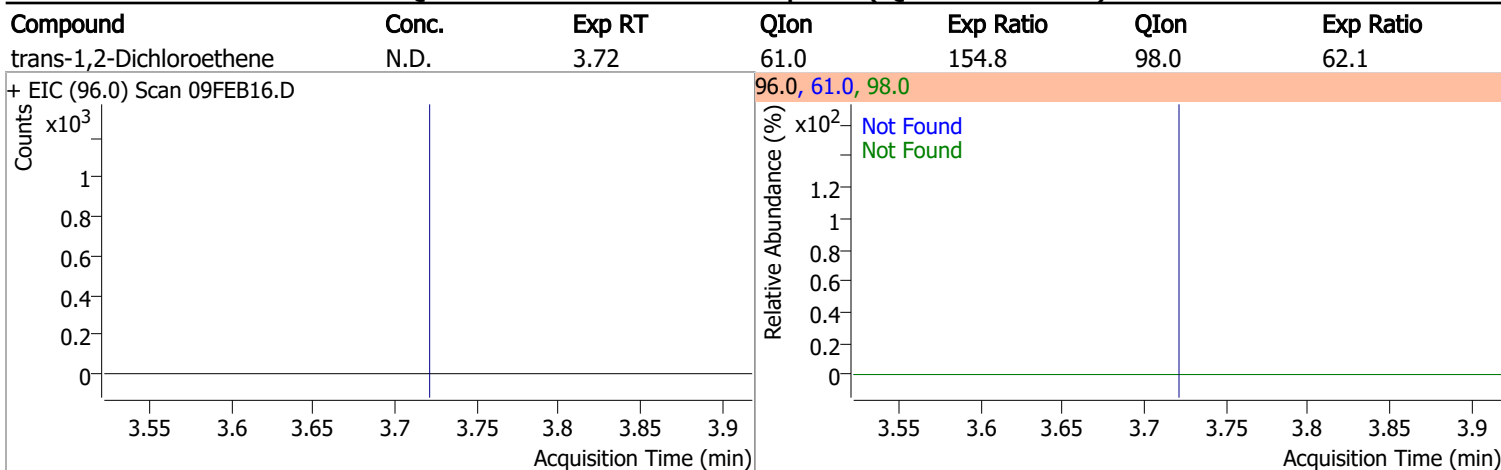 Compound Conc. Exp RT QIon Exp Ratio QIon Exp Ratio
trans-1,2-Dichloroethene N.D. 3.72 61.0 154.8 98.0 62.1
+ EIC (96.0) Scan 09FEB16.D
Counts
x10³
1
0.8
0.6
0.4
0.2
0
3.55 3.6 3.65 3.7 3.75 3.8 3.85 3.9
Acquisition Time (min)
96.0, 61.0, 98.0
Relative Abundance (%)
x10²
Not Found
Not Found
1.2
1
0.8
0.6
0.4
0.2
0
3.55 3.6 3.65 3.7 3.75 3.8 3.85 3.9
Acquisition Time (min)